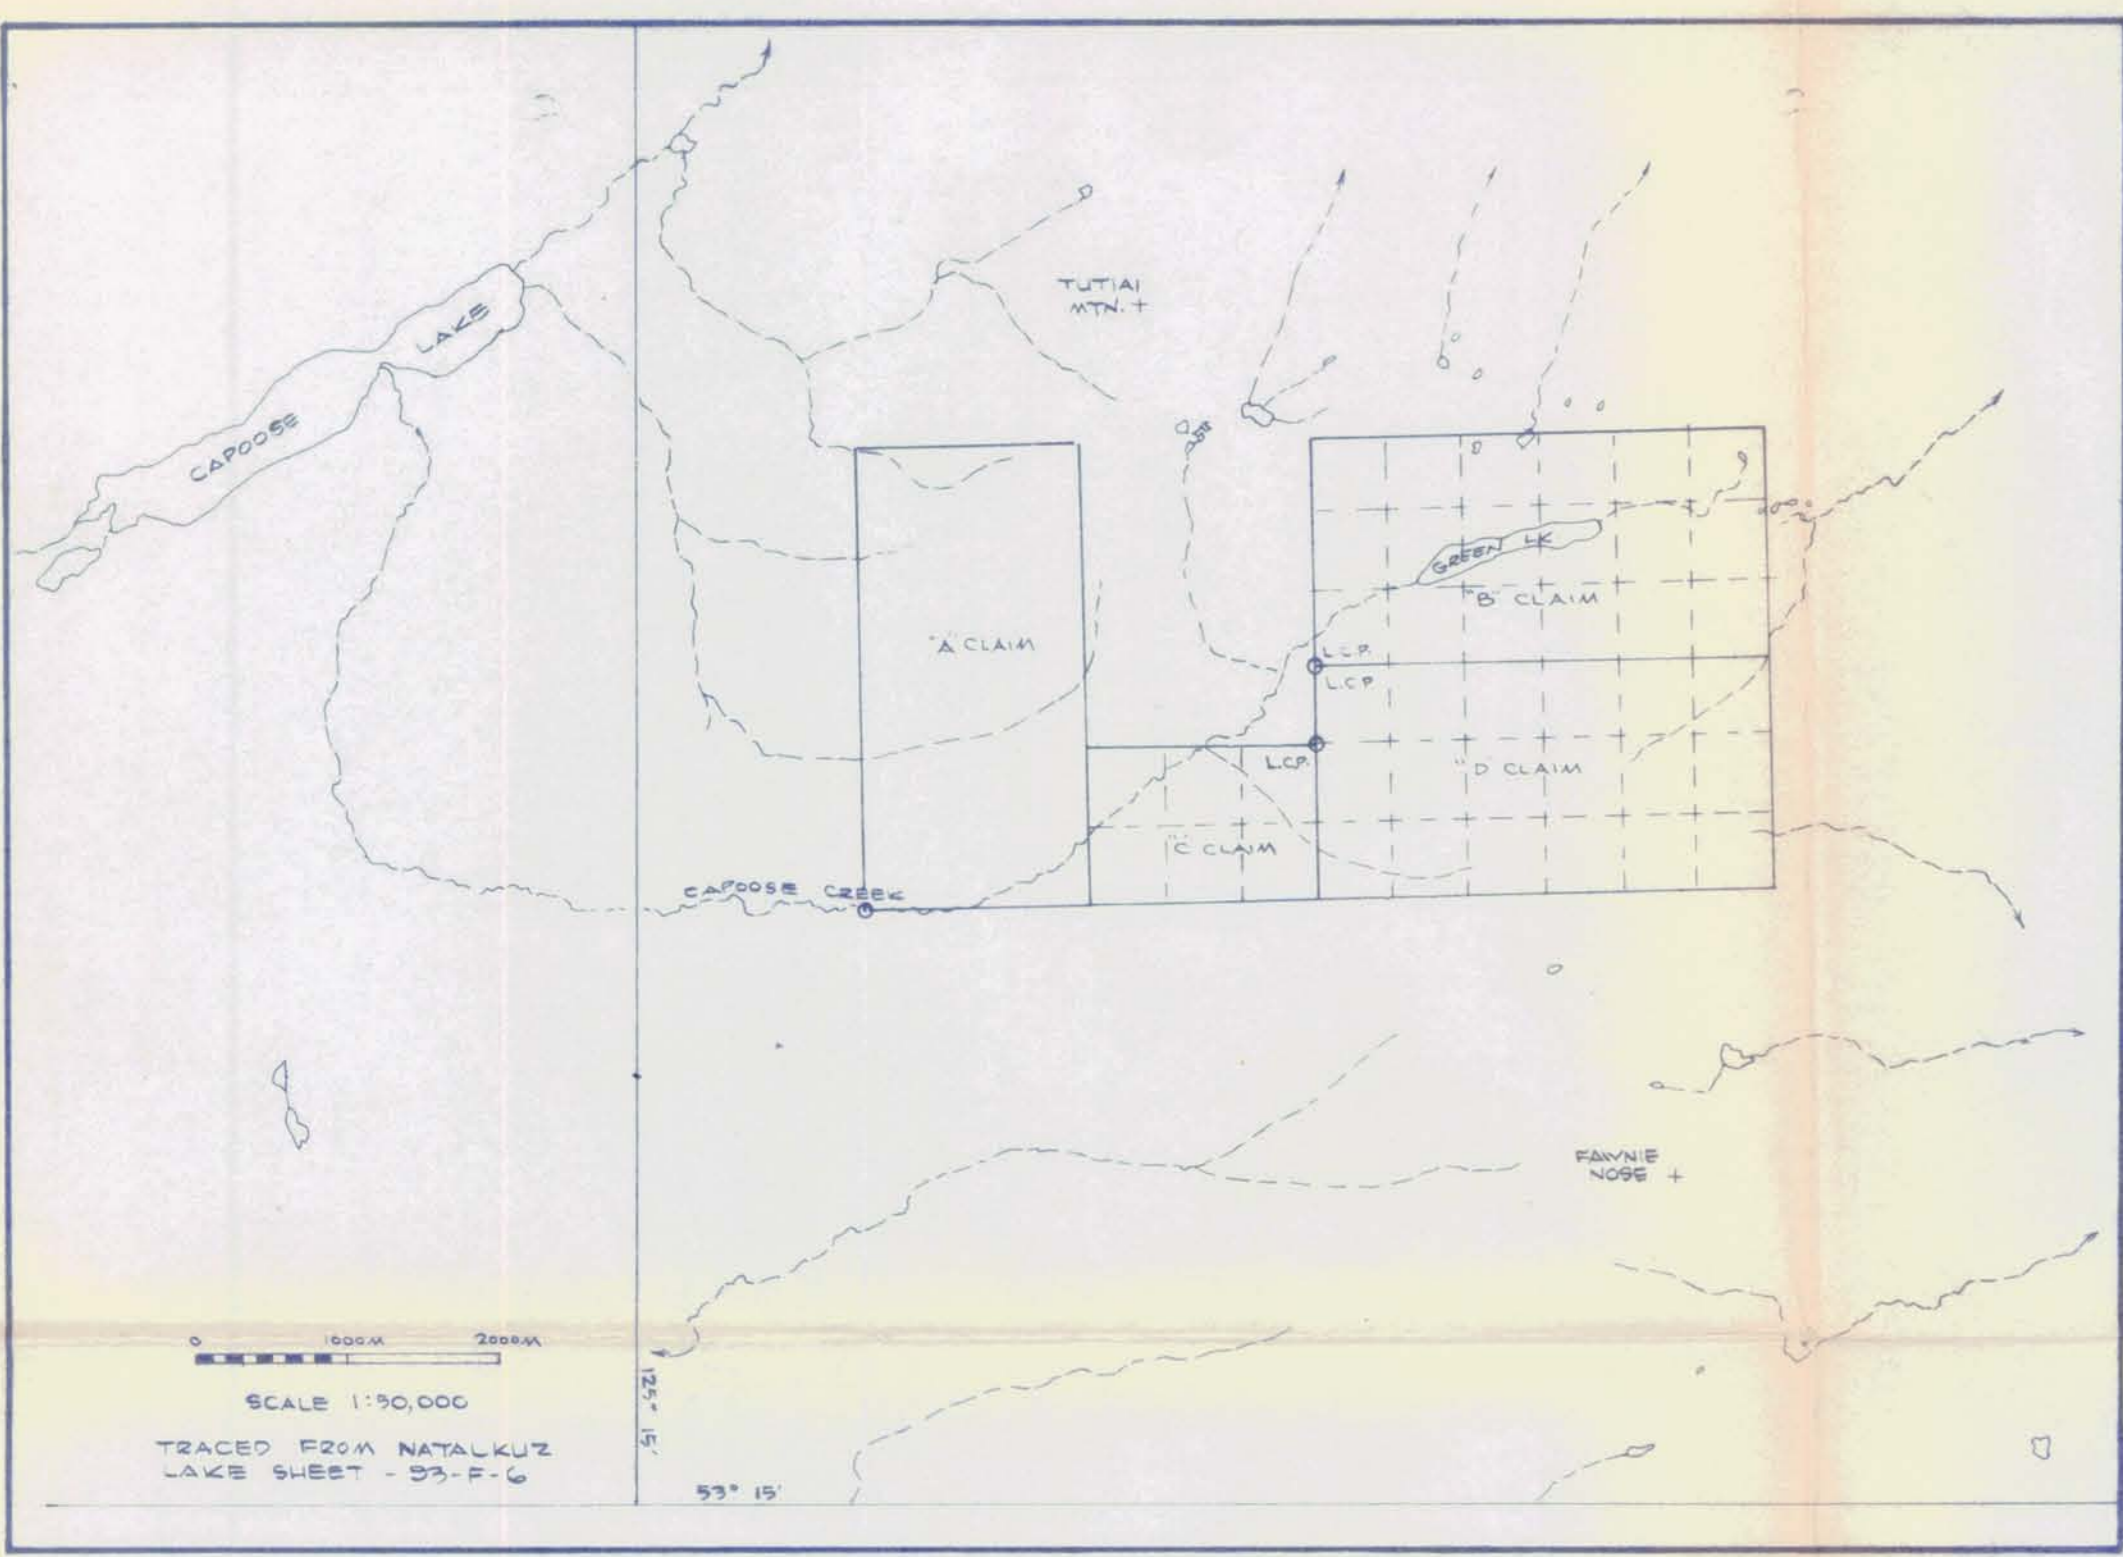 TUTIAI
MTN. +
CAPOOSE LAKE
GREEN LK
"B" CLAIM
"A" CLAIM
L.C.P.
L.C.P.
L.C.P.
"D" CLAIM
"C" CLAIM
CAPOOSE CREEK
FAWNIE
NOSE +
0 1000M 2000M
SCALE 1:50,000
TRACED FROM NATALKUZ
LAKE SHEET - 93-F-6
125° 15'
53° 15'